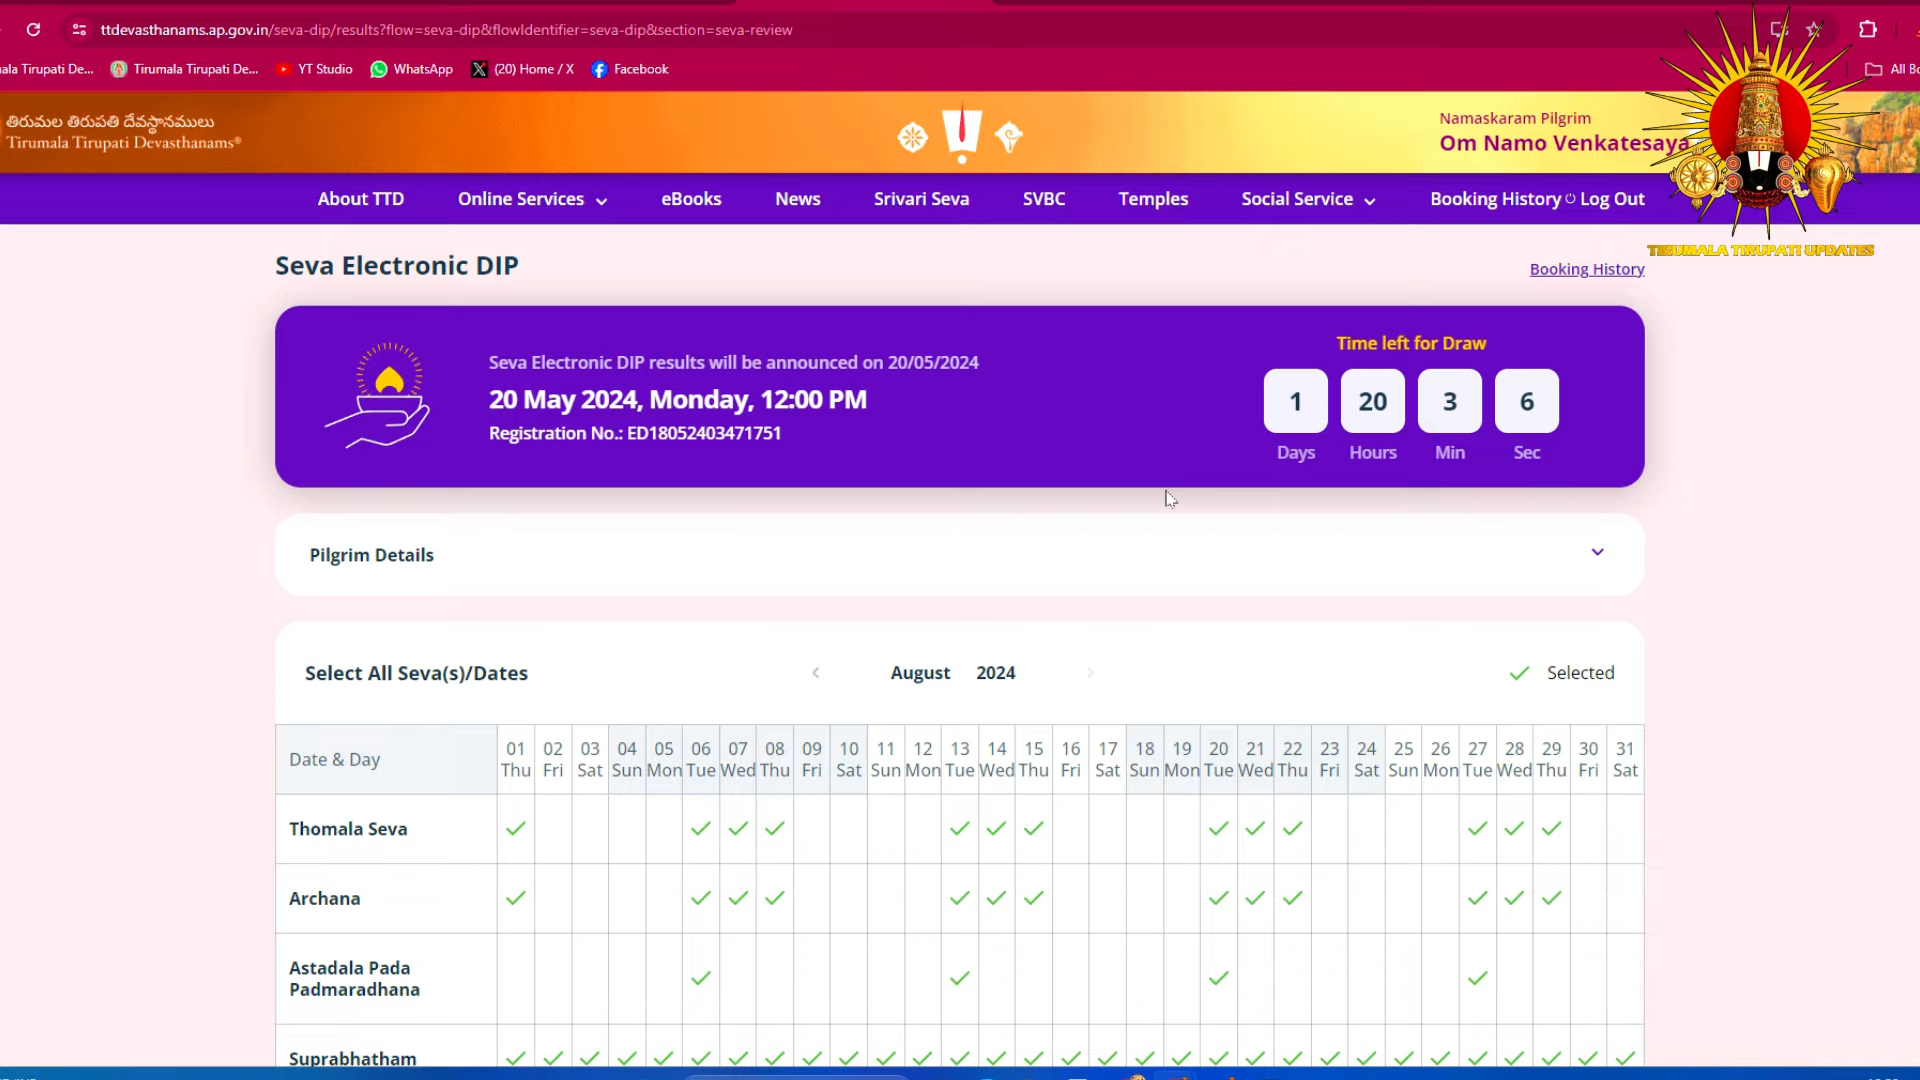 ttdevasthanams.ap.gov.in/seva-dip/results?flow=seva-dip&flowIdentifier=seva-dip&section=seva-review
ala Tirupati De... Tirumala Tirupati De... YT Studio WhatsApp (20) Home / X Facebook All Bo
తిరుమల తిరుపతి దేవస్థానములు
Tirumala Tirupati Devasthanams®
Namaskaram Pilgrim
Om Namo Venkatesaya
About TTD Online Services eBooks News Srivari Seva SVBC Temples Social Service Booking History Log Out
TIRUMALA TIRUPATI UPDATES
Seva Electronic DIP
Booking History
Seva Electronic DIP results will be announced on 20/05/2024
20 May 2024, Monday, 12:00 PM
Registration No.: ED18052403471751
Time left for Draw
1 20 3 6
Days Hours Min Sec
Pilgrim Details
Select All Seva(s)/Dates August 2024 Selected
Date & Day
01 02 03 04 05 06 07 08 09 10 11 12 13 14 15 16 17 18 19 20 21 22 23 24 25 26 27 28 29 30 31
Thu Fri Sat Sun Mon Tue Wed Thu Fri Sat Sun Mon Tue Wed Thu Fri Sat Sun Mon Tue Wed Thu Fri Sat Sun Mon Tue Wed Thu Fri Sat
Thomala Seva
Archana
Astadala Pada
Padmaradhana
Suprabhatham